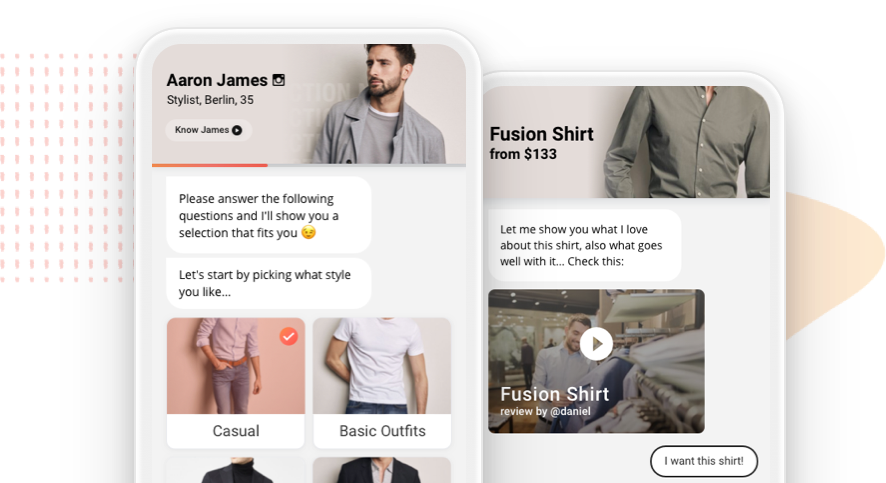 Aaron James
Stylist, Berlin, 35
Know James
Please answer the following
questions and I'll show you a
selection that fits you 😉
Let's start by picking what style
you like...
Casual
Basic Outfits
Fusion Shirt
from $133
Let me show you what I love
about this shirt, also what goes
well with it... Check this:
Fusion Shirt
review by @daniel
I want this shirt!